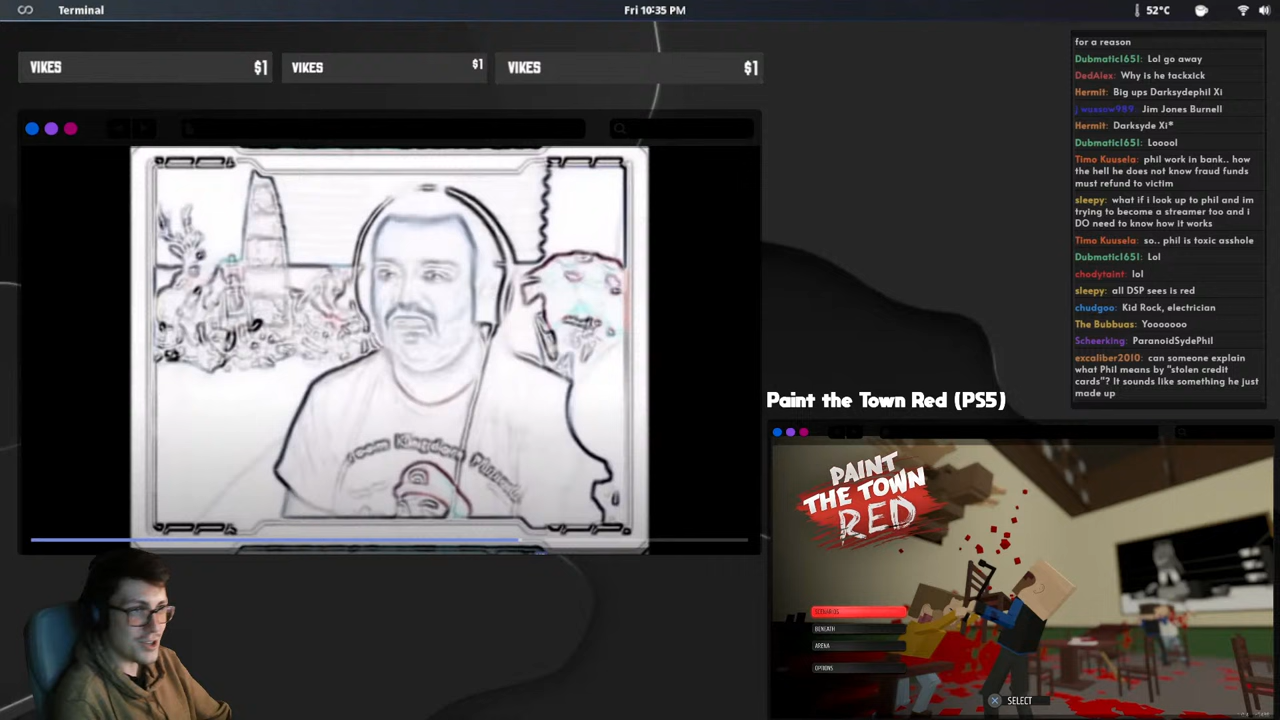 Terminal
Fri 10:35 PM
52°C
VIKES $1
VIKES $1
VIKES $1
for a reason
Dubmatic1651: Lol go away
DedAlex: Why is he tackxick
Hermit: Big ups Darksydephil Xi
j wassaw989: Jim Jones Burnell
Hermit: Darksyde Xi*
Dubmatic1651: Looool
Timo Kuusela: phil work in bank.. how
the hell he does not know fraud funds
must refund to victim
sleepy: what if i look up to phil and im
trying to become a streamer too and i
DO need to know how it works
Timo Kuusela: so.. phil is toxic asshole
Dubmatic1651: Lol
chodytaint: lol
sleepy: all DSP sees is red
chudgoo: Kid Rock, electrician
The Bubbuas: Yooooooo
Scheerking: ParanoidSydePhil
excaliber2010: can someone explain
what Phil means by "stolen credit
cards"? It sounds like something he just
made up
Paint the Town Red (PS5)
PAINT
THE TOWN
RED
SCENARIOS
BENEATH
ARENA
OPTIONS
SELECT